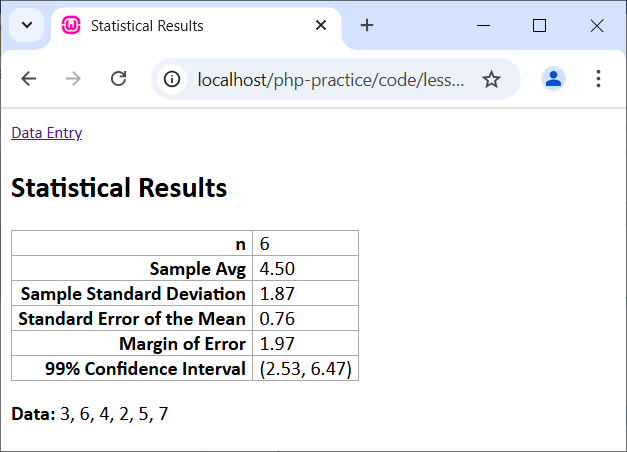 Statistical Results
localhost/php-practice/code/less...
Data Entry
Statistical Results
n 6
Sample Avg 4.50
Sample Standard Deviation 1.87
Standard Error of the Mean 0.76
Margin of Error 1.97
99% Confidence Interval (2.53, 6.47)
Data: 3, 6, 4, 2, 5, 7